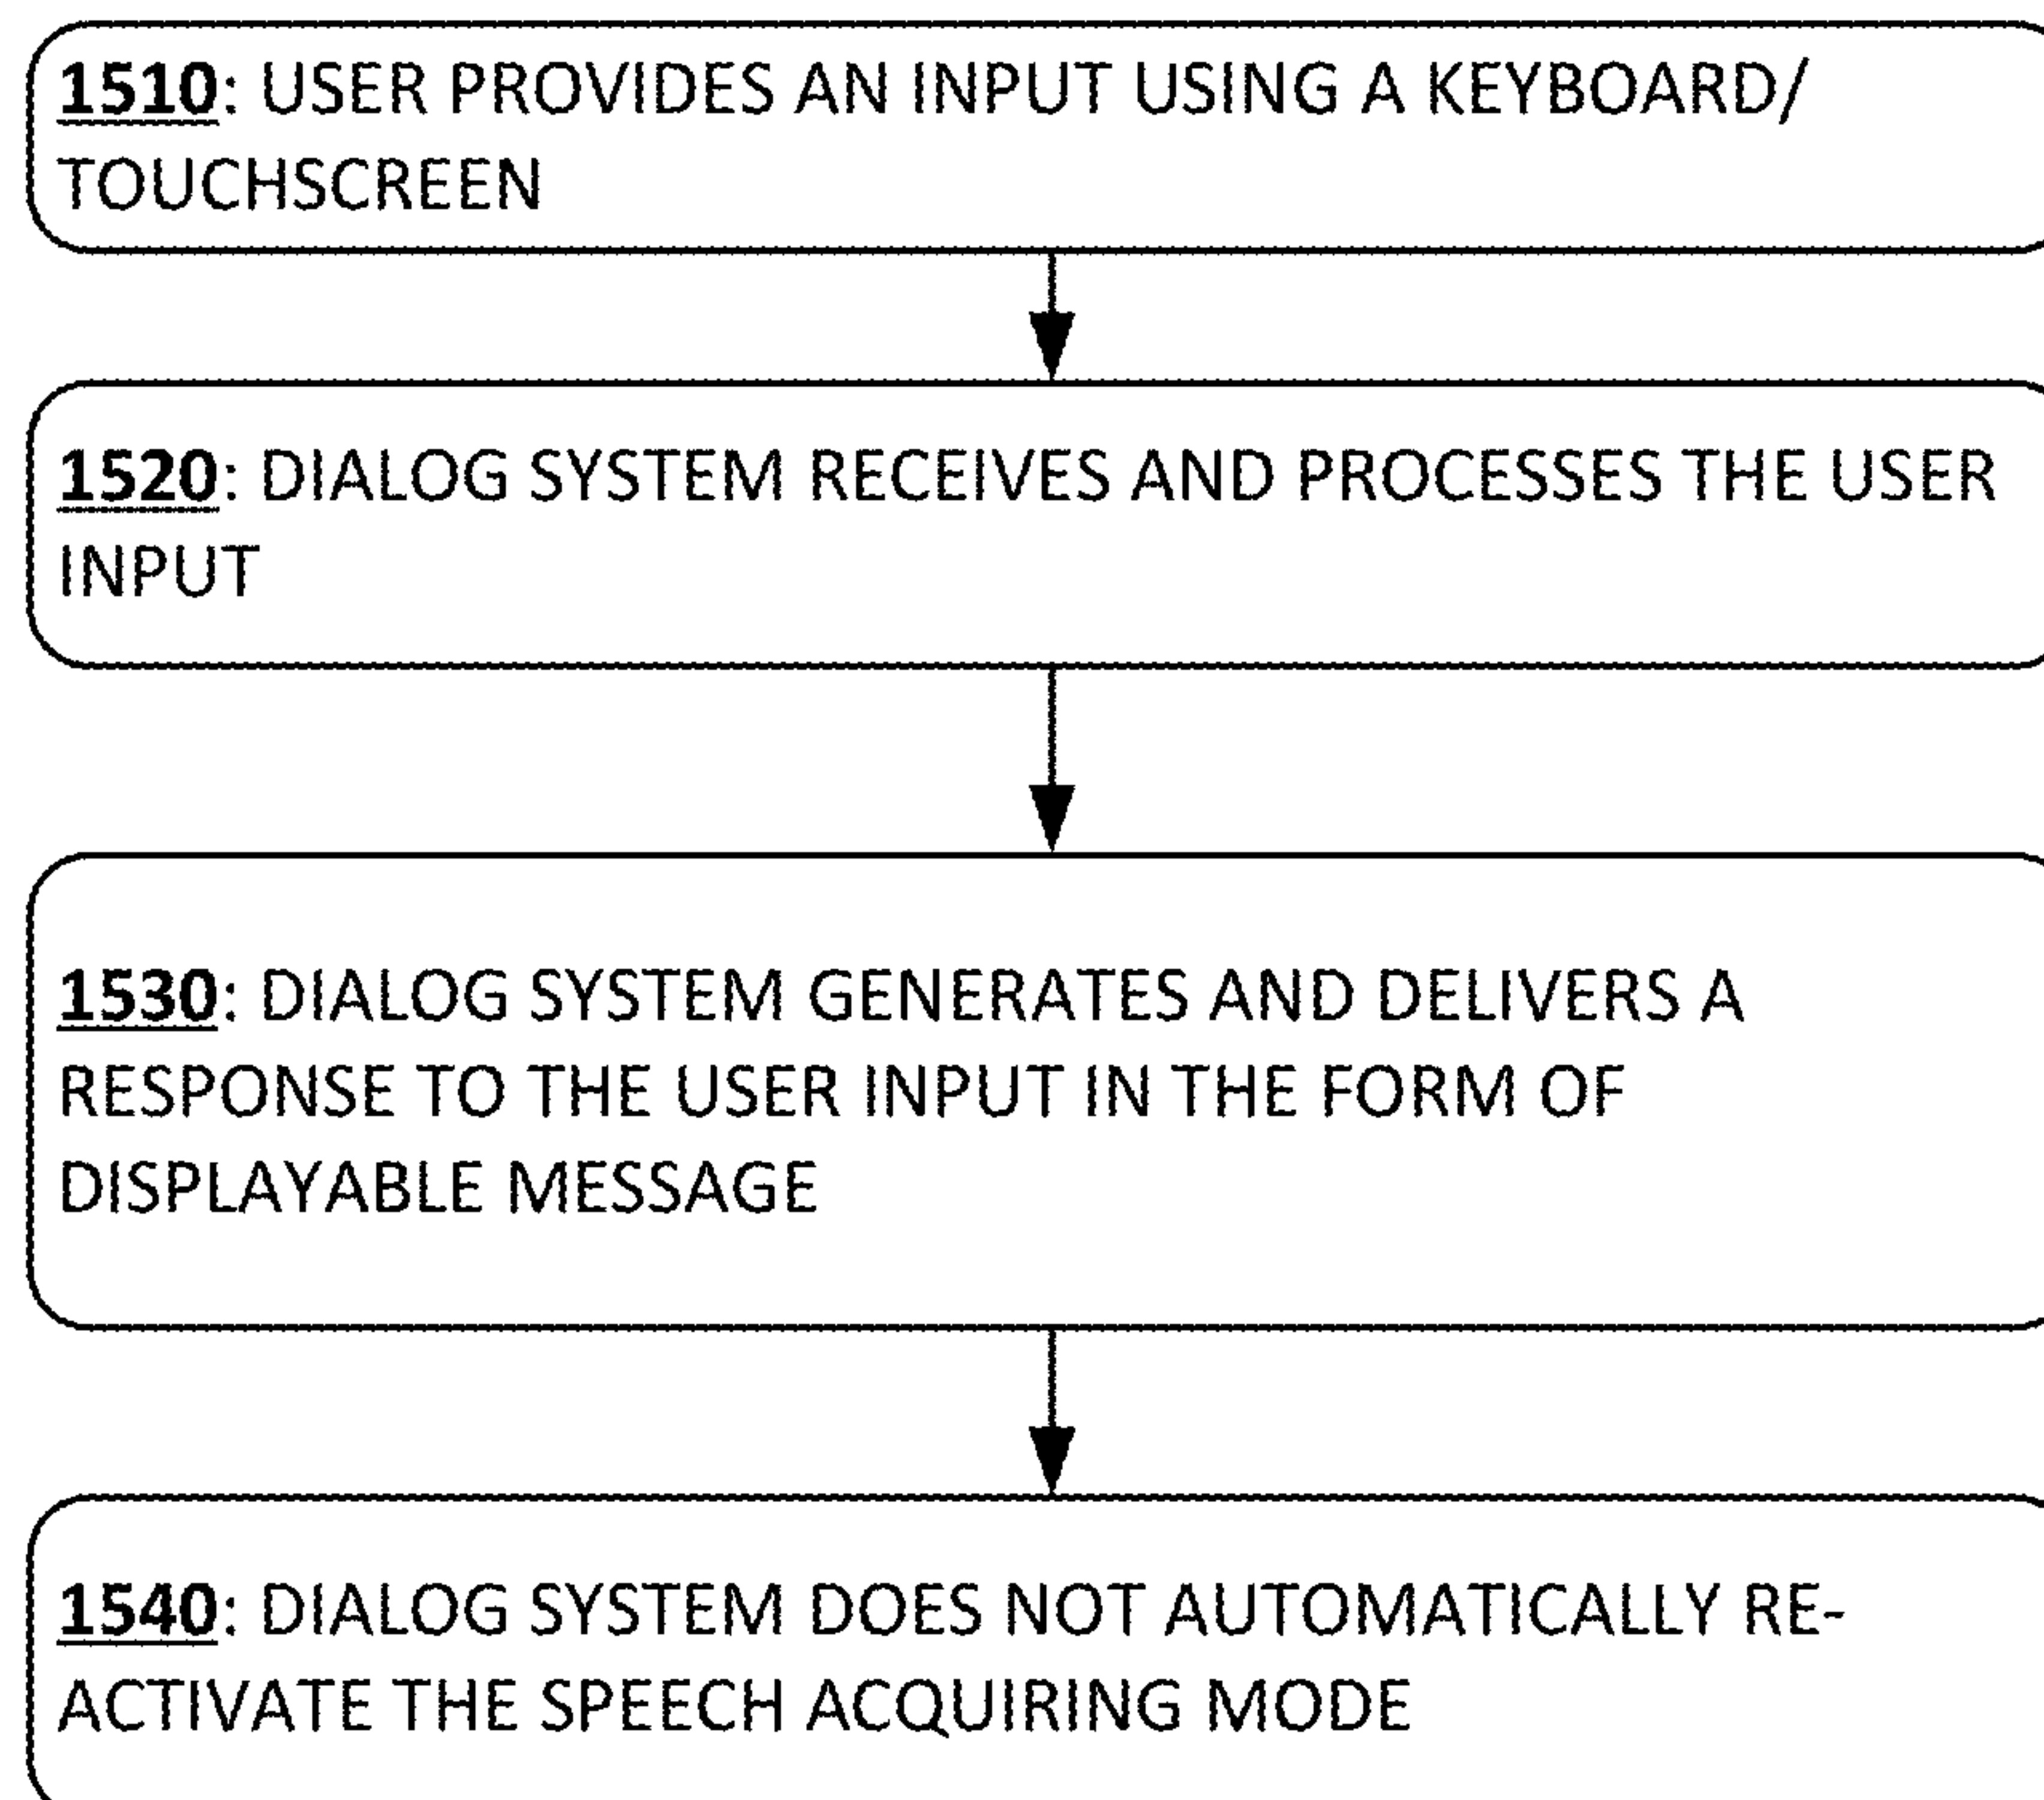 1510: USER PROVIDES AN INPUT USING A KEYBOARD/
TOUCHSCREEN
1520: DIALOG SYSTEM RECEIVES AND PROCESSES THE USER
INPUT
1530: DIALOG SYSTEM GENERATES AND DELIVERS A
RESPONSE TO THE USER INPUT IN THE FORM OF
DISPLAYABLE MESSAGE
1540: DIALOG SYSTEM DOES NOT AUTOMATICALLY RE-
ACTIVATE THE SPEECH ACQUIRING MODE